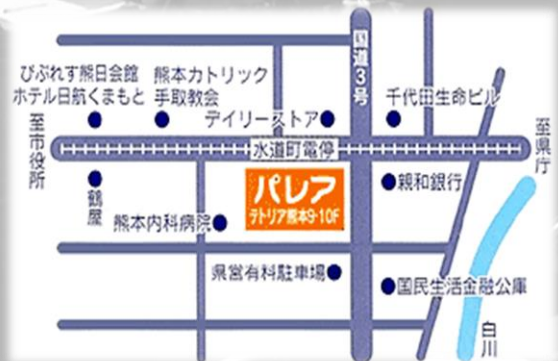 国道3号
びぷれす熊日会館
ホテル日航くまもと
熊本カトリック
手取教会
デイリーストア
千代田生命ビル
至市役所
水道町電停
至県庁
鶴屋
パレア
テトリア熊本9・10F
親和銀行
熊本内科病院
県営有料駐車場
国民生活金融公庫
白川